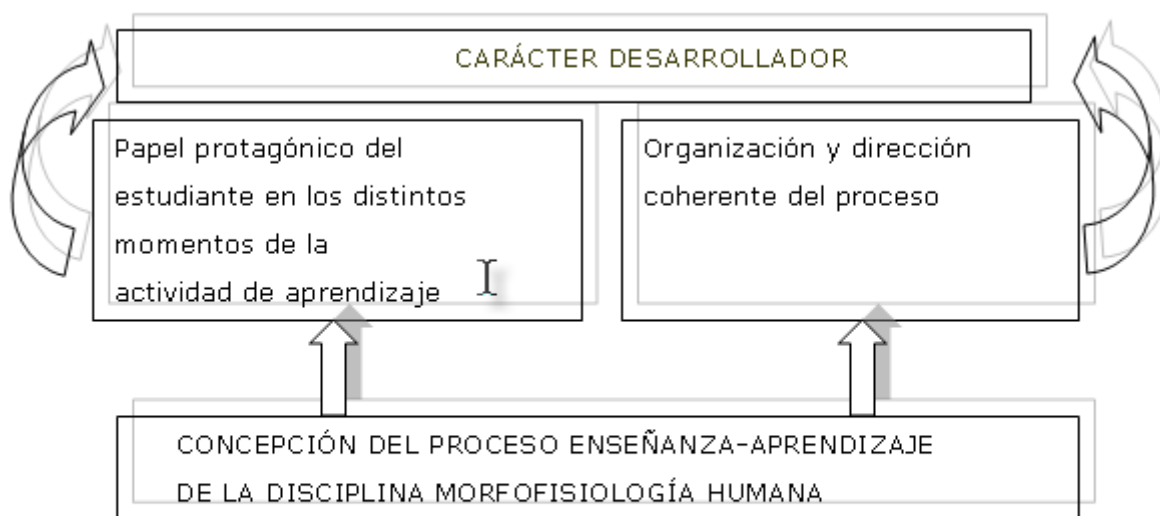 CARÁCTER DESARROLLADOR
Papel protagónico del
estudiante en los distintos
momentos de la
actividad de aprendizaje
Organización y dirección
coherente del proceso
CONCEPCIÓN DEL PROCESO ENSEÑANZA-APRENDIZAJE
DE LA DISCIPLINA MORFOFISIOLOGÍA HUMANA